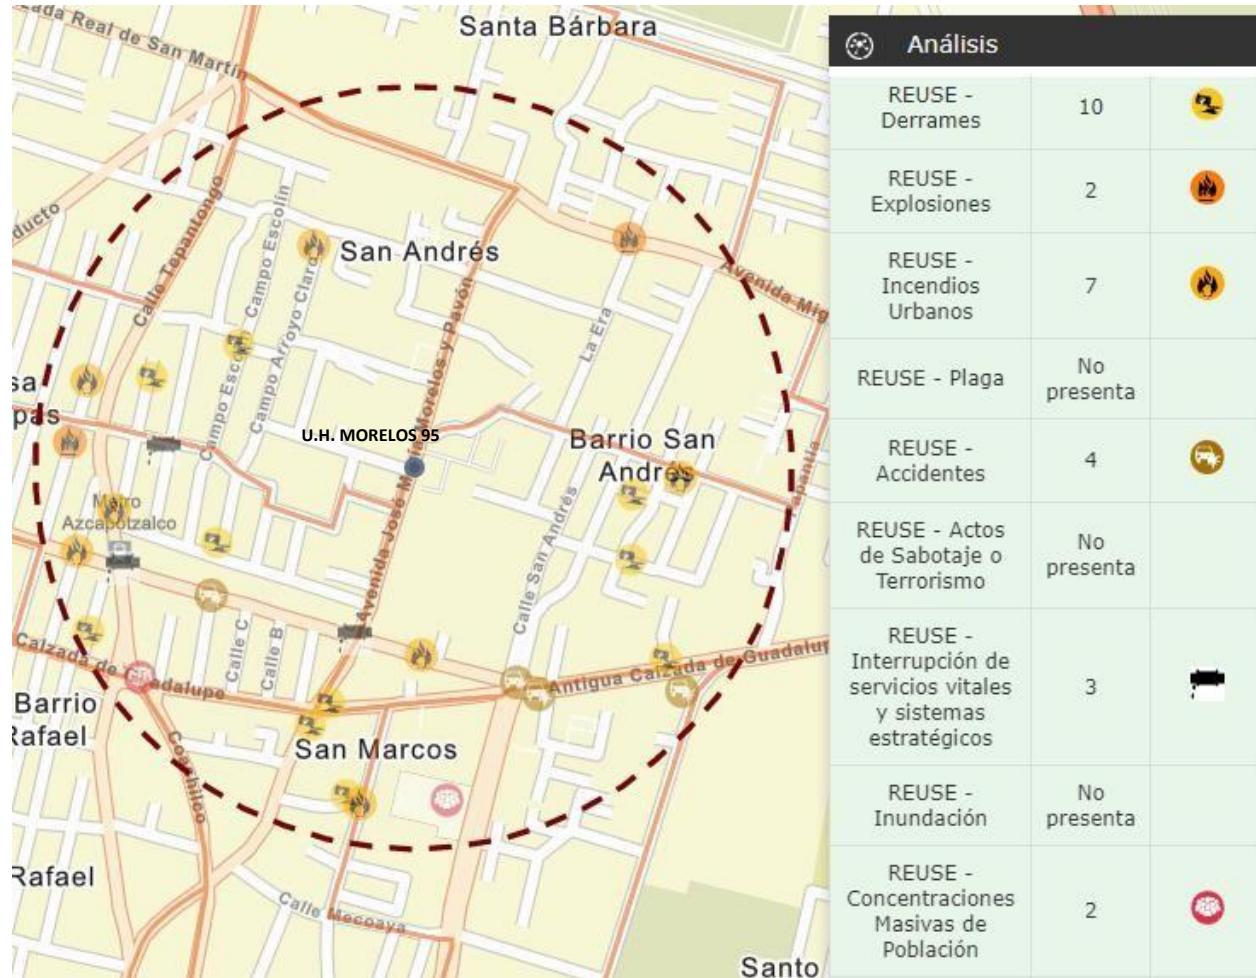 Santa Bárbara
Real de San Martín
San Andrés
Calle Tepantongo
Campo Escolín
Campo Arroyo Claro
Avenida Mig
La Era
pas
U.H. MORELOS 95
Barrio San
Andrés
Metro
Azcapotzalco
Papantla
Calle San Andrés
Avenida José María Morelos y Pavón
Calle C
Calle B
Calzada de Guadalupe
Antigua Calzada de Guadalup
Barrio
Rafael
San Marcos
Coachilco
Rafael
Calle Mecoaya
Santo
Análisis
REUSE -
Derrames
10
REUSE -
Explosiones
2
REUSE -
Incendios
Urbanos
7
REUSE - Plaga
No
presenta
REUSE -
Accidentes
4
REUSE - Actos
de Sabotaje o
Terrorismo
No
presenta
REUSE -
Interrupción de
servicios vitales
y sistemas
estratégicos
3
REUSE -
Inundación
No
presenta
REUSE -
Concentraciones
Masivas de
Población
2